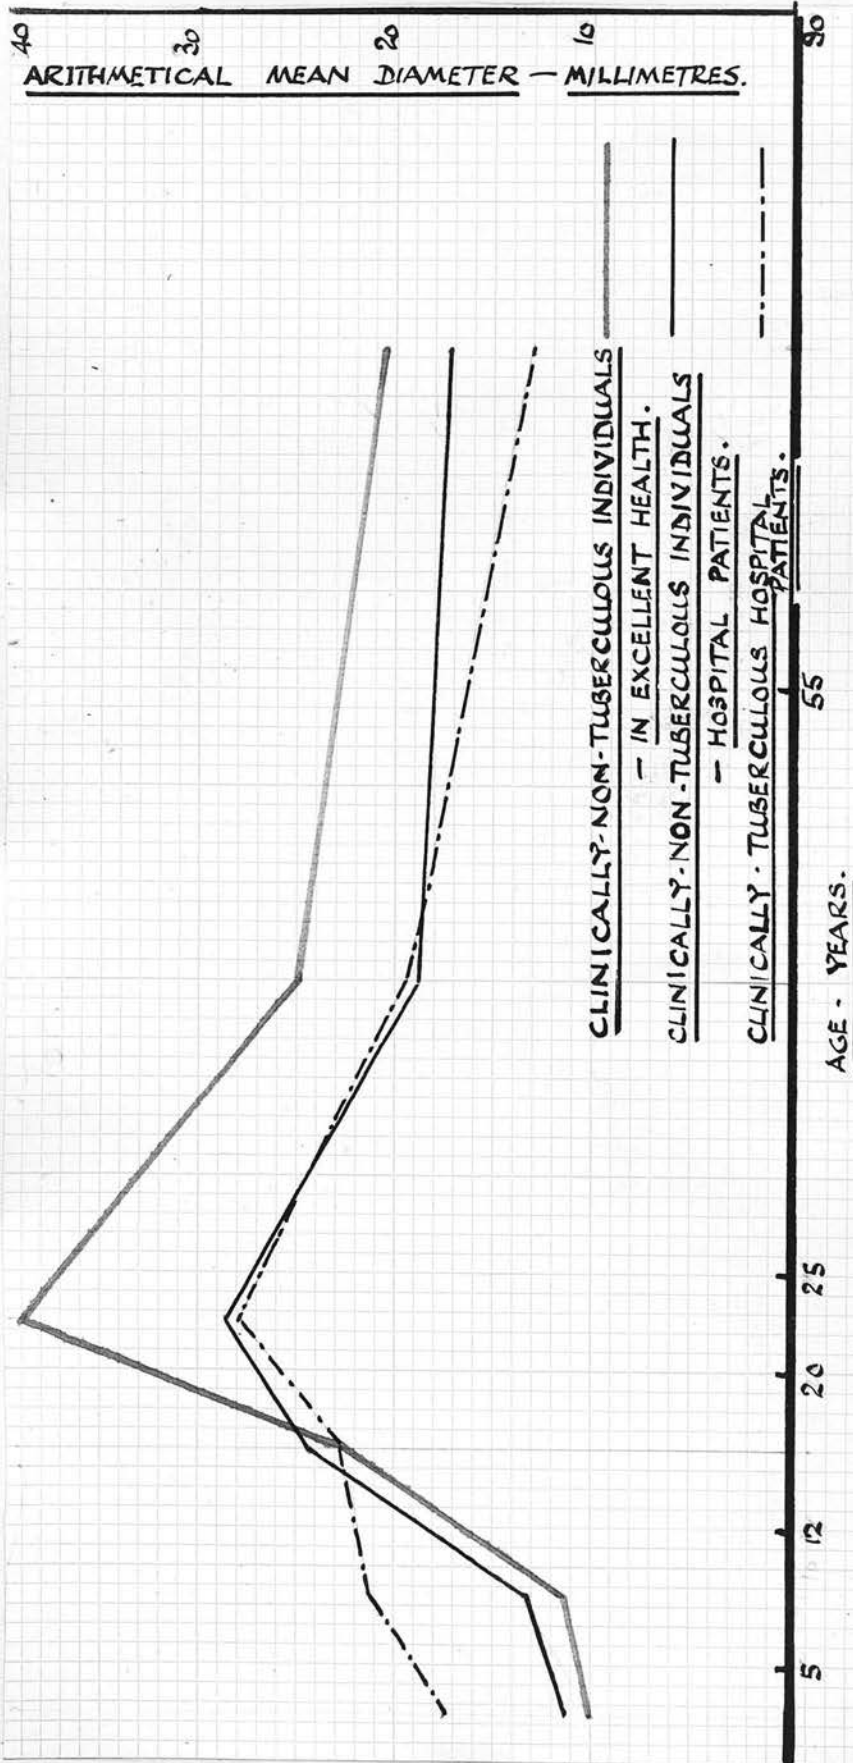 40
30
20
10
90
ARITHMETICAL MEAN DIAMETER — MILLIMETRES.
CLINICALLY-NON-TUBERCULOUS INDIVIDUALS
— IN EXCELLENT HEALTH.
CLINICALLY-NON-TUBERCULOUS INDIVIDUALS
— HOSPITAL PATIENTS.
CLINICALLY-TUBERCULOUS HOSPITAL
PATIENTS.
5
12
20
25
55
AGE - YEARS.